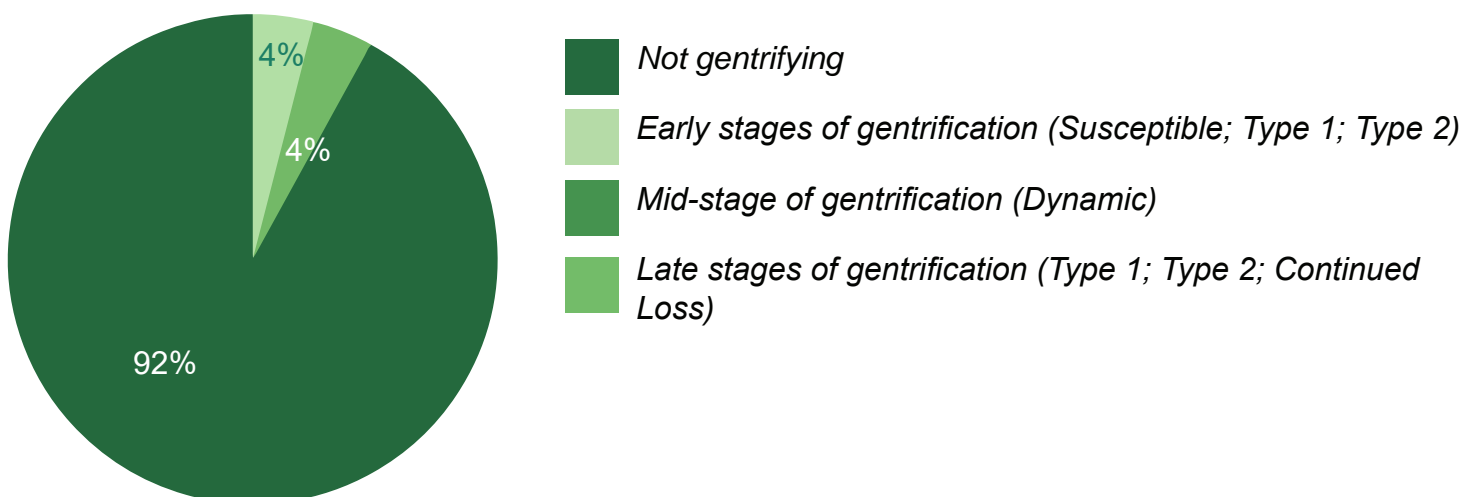 4%
4%
92%
Not gentrifying
Early stages of gentrification (Susceptible; Type 1; Type 2)
Mid-stage of gentrification (Dynamic)
Late stages of gentrification (Type 1; Type 2; Continued
Loss)